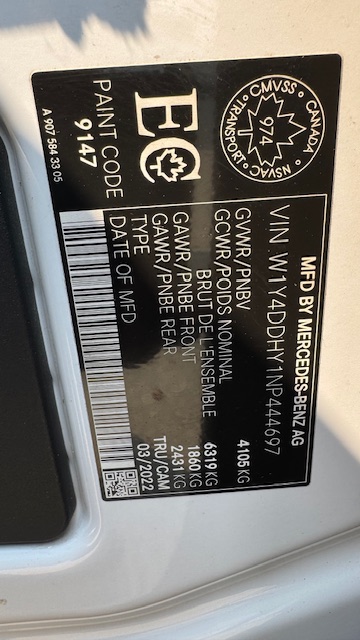 MFD BY MERCEDES-BENZ AG
VIN W1Y4DDHY1NP444697
GVWR/PNBV 4105 KG
GCWR/POIDS NOMINAL
BRUT DE L'ENSEMBLE 6319 KG
GAWR/PNBE FRONT 1860 KG
GAWR/PNBE REAR 2431 KG
TYPE TRU/CAM
DATE OF MFD 03/2022
CMVSS
CANADA
NSVAC
TRANSPORT
974
EC
PAINT CODE
9147
A 907 584 33 05